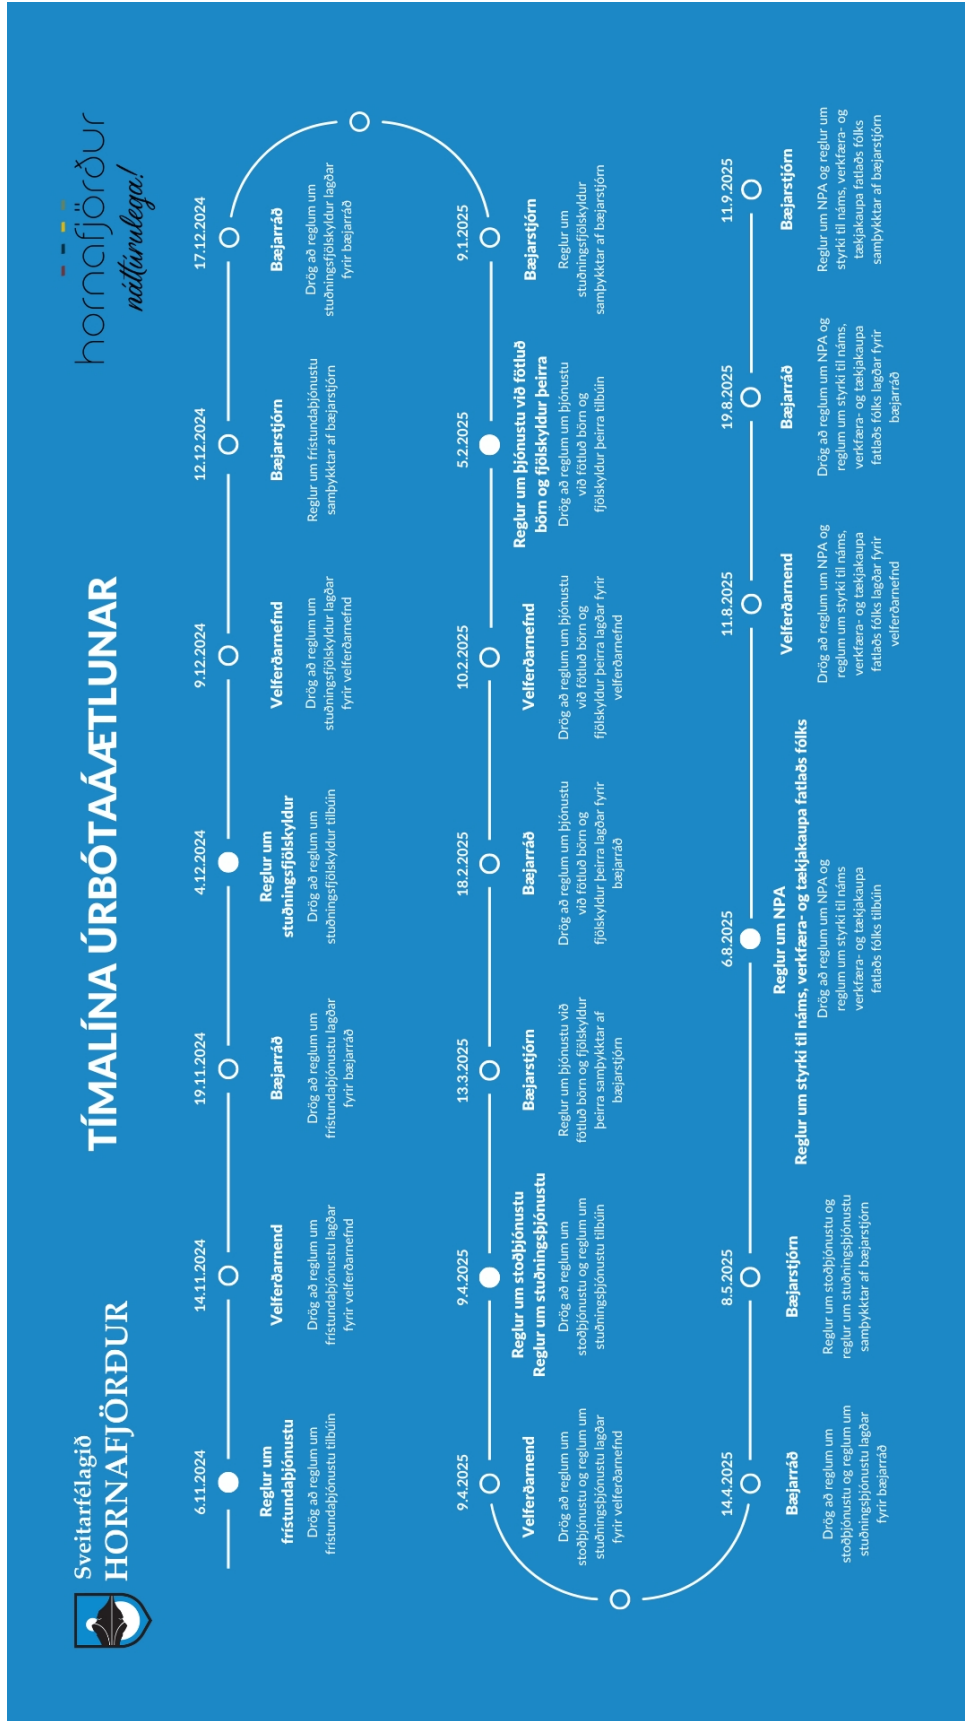 Sveitarfélagið
HORNAFJÖRÐUR
TÍMALÍNA ÚRBÓTAÁÆTLUNAR
hornafjörður
náttúrulega!
6.11.2024
Reglur um
frístundaþjónustu
Drög að reglum um
frístundaþjónustu tilbúin
14.11.2024
Velferðarnend
Drög að reglum um
frístundaþjónustu lagðar
fyrir velferðarnefnd
19.11.2024
Bæjarráð
Drög að reglum um
frístundaþjónustu lagðar
fyrir bæjarráð
4.12.2024
Reglur um
stuðningsfjölskyldur
Drög að reglum um
stuðningsfjölskyldur tilbúin
9.12.2024
Velferðarnefnd
Drög að reglum um
stuðningsfjölskyldur lagðar
fyrir velferðarnefnd
12.12.2024
Bæjarstjórn
Reglur um frístundaþjónustu
samþykktar af bæjarstjórn
17.12.2024
Bæjarráð
Drög að reglum um
stuðningsfjölskyldur lagðar
fyrir bæjarráð
9.1.2025
Bæjarstjórn
Reglur um
stuðningsfjölskyldur
samþykktar af bæjarstjórn
5.2.2025
Reglur um þjónustu við fötluð
börn og fjölskyldur þeirra
Drög að reglum um þjónustu
við fötluð börn og
fjölskyldur þeirra tilbúin
10.2.2025
Velferðarnefnd
Drög að reglum um þjónustu
við fötluð börn og
fjölskyldur þeirra lagðar fyrir
velferðarnefnd
18.2.2025
Bæjarráð
Drög að reglum um þjónustu
við fötluð börn og
fjölskyldur þeirra lagðar fyrir
bæjarráð
13.3.2025
Bæjarstjórn
Reglur um þjónustu við
fötluð börn og fjölskyldur
þeirra samþykktar af
bæjarstjórn
9.4.2025
Reglur um stoðþjónustu
Reglur um stuðningsþjónustu
Drög að reglum um
stoðþjónustu og reglum um
stuðningsþjónustu tilbúin
9.4.2025
Velferðarnend
Drög að reglum um
stoðþjónustu og reglum um
stuðningsþjónustu lagðar
fyrir velferðarnefnd
14.4.2025
Bæjarráð
Drög að reglum um
stoðþjónustu og reglum um
stuðningsþjónustu lagðar
fyrir bæjarráð
8.5.2025
Bæjarstjórn
Reglur um stoðþjónustu og
reglur um stuðningsþjónustu
samþykktar af bæjarstjórn
6.8.2025
Reglur um NPA
Reglur um styrki til náms, verkfæra- og tækjakaupa fatlaðs fólks
Drög að reglum um NPA og
reglum um styrki til náms
verkfæra- og tækjakaupa
fatlaðs fólks tilbúin
11.8.2025
Velferðarnend
Drög að reglum um NPA og
reglum um styrki til náms,
verkfæra- og tækjakaupa
fatlaðs fólks lagðar fyrir
velferðarnefnd
19.8.2025
Bæjarráð
Drög að reglum um NPA og
reglum um styrki til náms,
verkfæra- og tækjakaupa
fatlaðs fólks lagðar fyrir
bæjarráð
11.9.2025
Bæjarstjórn
Reglur um NPA og reglur um
styrki til náms, verkfæra- og
tækjakaupa fatlaðs fólks
samþykktar af bæjarstjórn